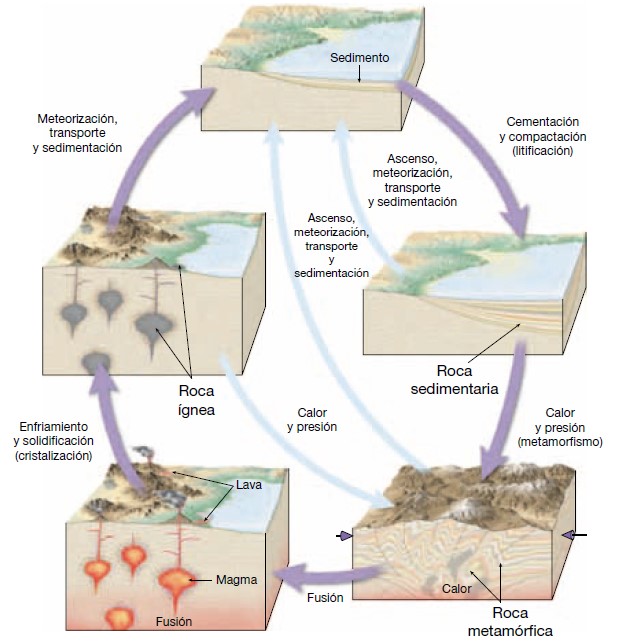 Sedimento
Meteorización,
transporte
y sedimentación
Cementación
y compactación
(litificación)
Ascenso,
meteorización,
transporte
y sedimentación
Ascenso,
meteorización,
transporte
y
sedimentación
Roca
ígnea
Roca
sedimentaria
Calor
y presión
Calor
y presión
(metamorfismo)
Enfriamiento
y solidificación
(cristalización)
Lava
Magma
Fusión
Fusión
Calor
Roca
metamórfica